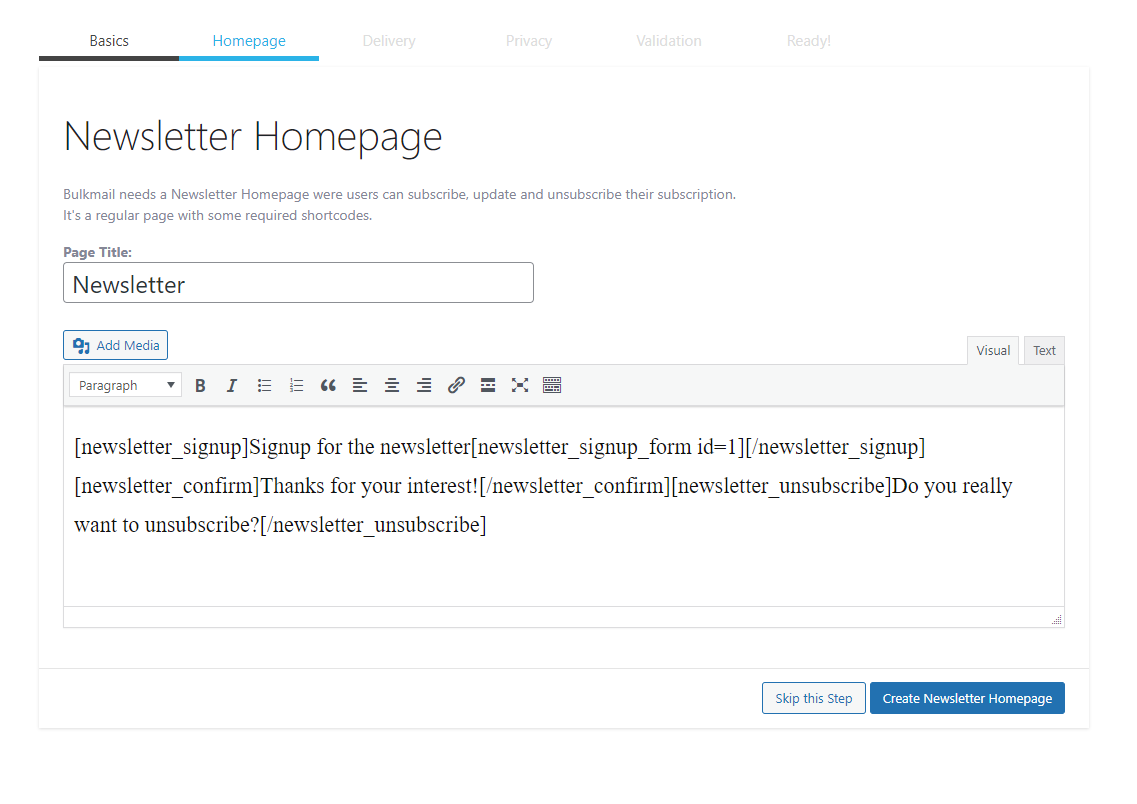 Basics Homepage Delivery Privacy Validation Ready!
Newsletter Homepage
Bulkmail needs a Newsletter Homepage were users can subscribe, update and unsubscribe their subscription.
It's a regular page with some required shortcodes.
Page Title:
Newsletter
Add Media
Visual Text
Paragraph
[newsletter_signup]Signup for the newsletter[newsletter_signup_form id=1][/newsletter_signup]
[newsletter_confirm]Thanks for your interest![/newsletter_confirm][newsletter_unsubscribe]Do you really
want to unsubscribe?[/newsletter_unsubscribe]
Skip this Step Create Newsletter Homepage